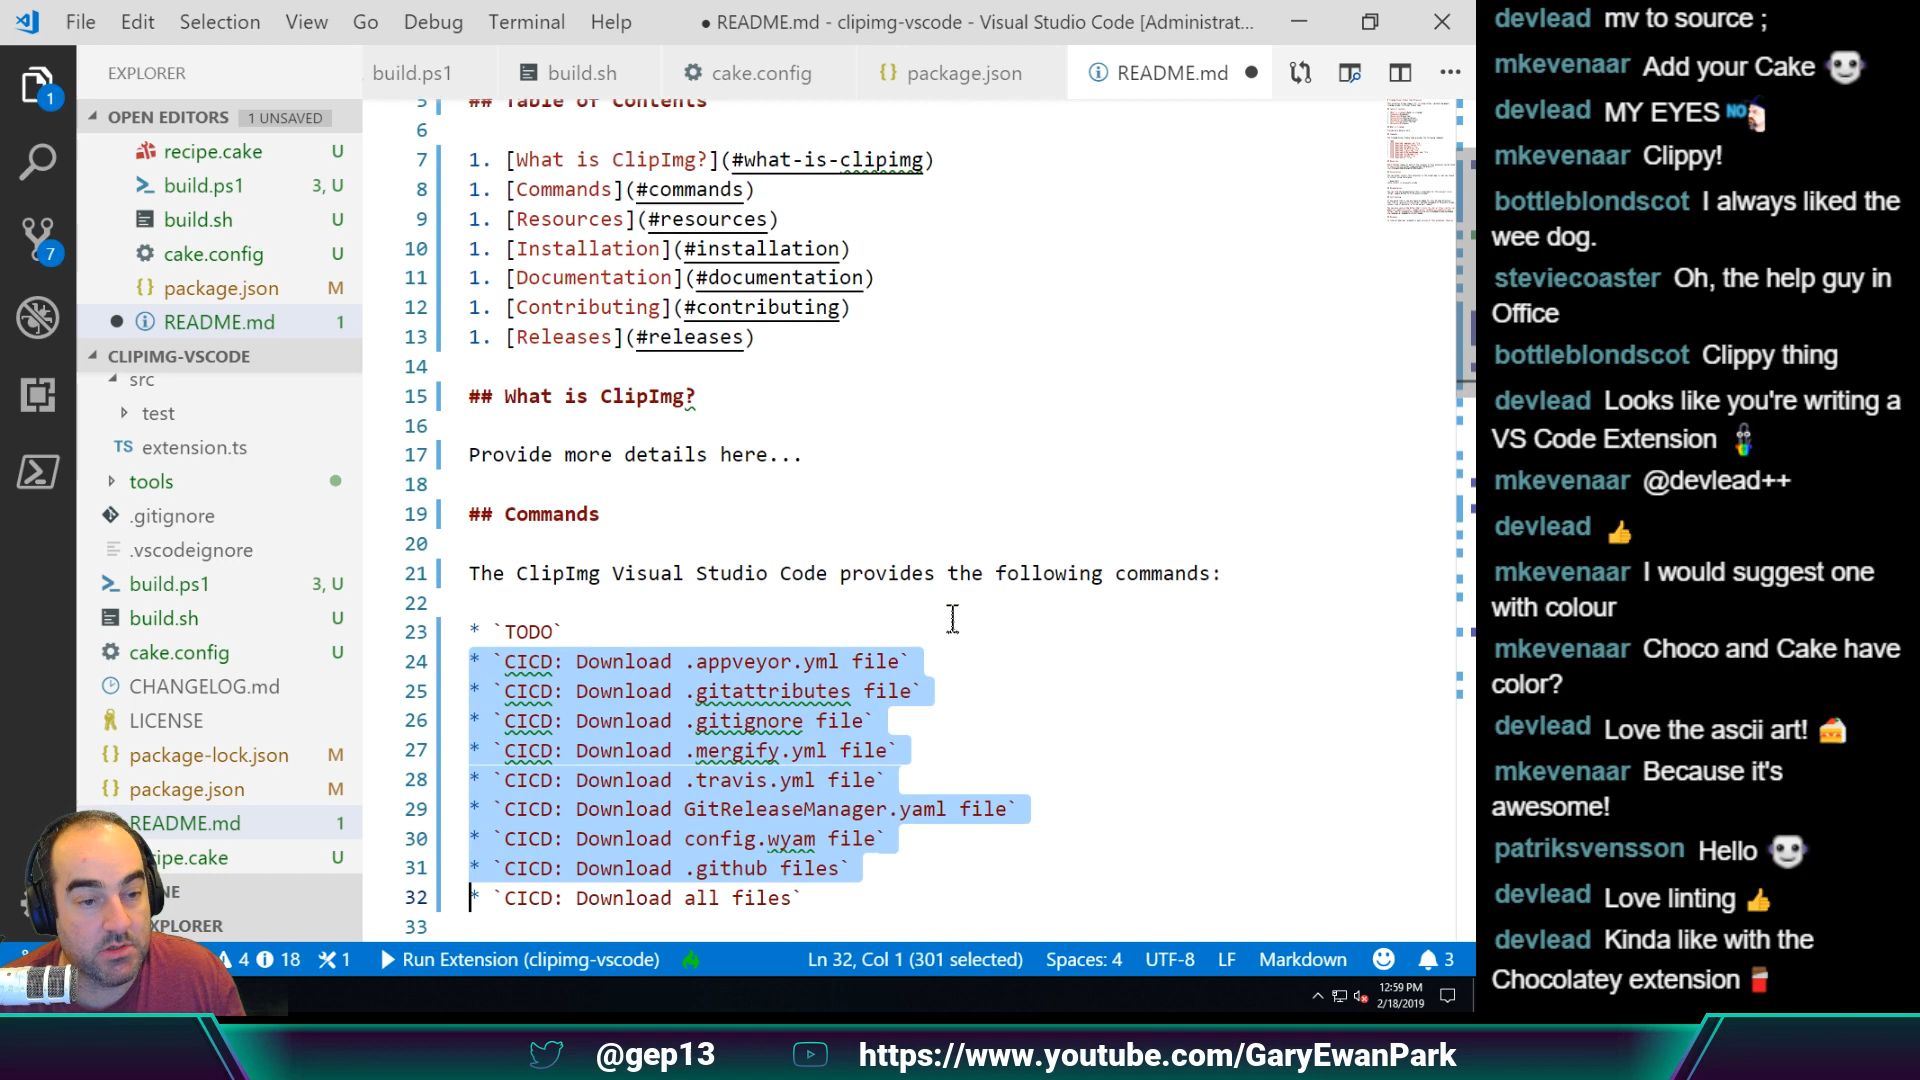 File Edit Selection View Go Debug Terminal Help
● README.md - clipimg-vscode - Visual Studio Code [Administrat...
EXPLORER
build.ps1
build.sh
cake.config
package.json
README.md
OPEN EDITORS 1 UNSAVED
recipe.cake U
build.ps1 3, U
build.sh U
cake.config U
package.json M
README.md 1
CLIPIMG-VSCODE
src
test
TS extension.ts
tools
.gitignore
.vscodeignore
build.ps1 3, U
build.sh U
cake.config U
CHANGELOG.md
LICENSE
package-lock.json M
package.json M
README.md 1
ipe.cake U
NE
XPLORER
1
7
5 ## Table of Contents
6
7 1. [What is ClipImg?](#what-is-clipimg)
8 1. [Commands](#commands)
9 1. [Resources](#resources)
10 1. [Installation](#installation)
11 1. [Documentation](#documentation)
12 1. [Contributing](#contributing)
13 1. [Releases](#releases)
14
15 ## What is ClipImg?
16
17 Provide more details here...
18
19 ## Commands
20
21 The ClipImg Visual Studio Code provides the following commands:
22
23 * `TODO`
24 * `CICD: Download .appveyor.yml file`
25 * `CICD: Download .gitattributes file`
26 * `CICD: Download .gitignore file`
27 * `CICD: Download .mergify.yml file`
28 * `CICD: Download .travis.yml file`
29 * `CICD: Download GitReleaseManager.yaml file`
30 * `CICD: Download config.wyam file`
31 * `CICD: Download .github files`
32 * `CICD: Download all files`
33
4 18 1 Run Extension (clipimg-vscode) Ln 32, Col 1 (301 selected) Spaces: 4 UTF-8 LF Markdown 3
12:59 PM
2/18/2019
devlead mv to source ;
mkevenaar Add your Cake
devlead MY EYES NO
mkevenaar Clippy!
bottleblondscot I always liked the
wee dog.
steviecoaster Oh, the help guy in
Office
bottleblondscot Clippy thing
devlead Looks like you're writing a
VS Code Extension
mkevenaar @devlead++
devlead
mkevenaar I would suggest one
with colour
mkevenaar Choco and Cake have
color?
devlead Love the ascii art!
mkevenaar Because it's
awesome!
patriksvensson Hello
devlead Love linting
devlead Kinda like with the
Chocolatey extension
@gep13 https://www.youtube.com/GaryEwanPark